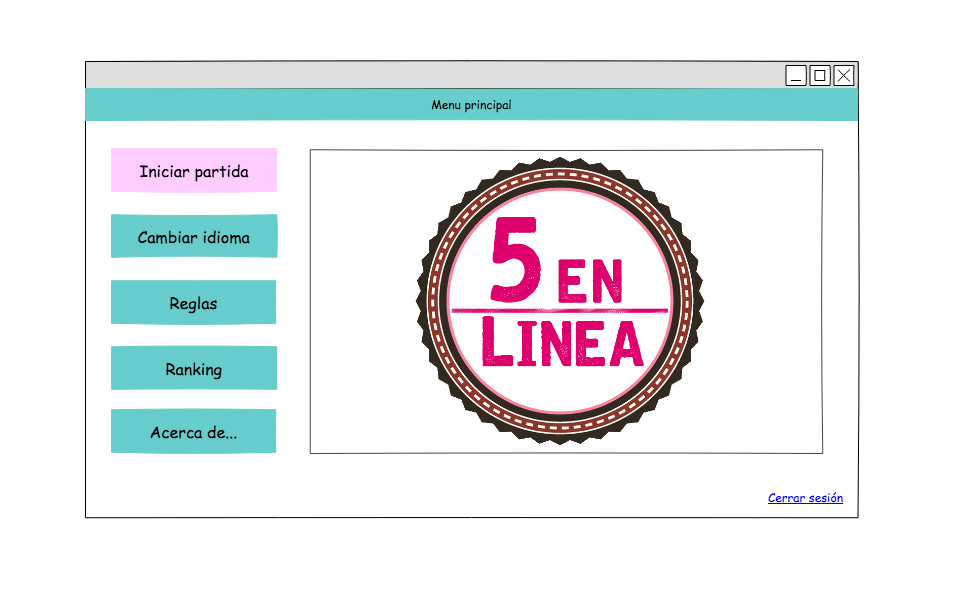 Menu principal
Iniciar partida
Cambiar idioma
Reglas
Ranking
Acerca de...
5 EN
LINEA
Cerrar sesión